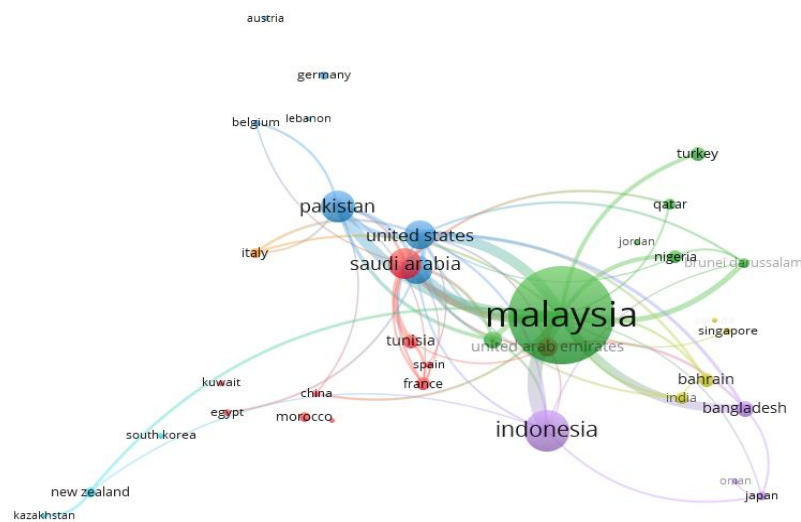 austria
germany
belgium
lebanon
turkey
pakistan
qatar
united states
jordan
italy
saudi arabia
nigeria
brunei darussalam
malaysia
singapore
tunisia
united arab emirates
spain
bahrain
kuwait
france
china
india
egypt
morocco
bangladesh
indonesia
south korea
oman
new zealand
japan
kazakhstan